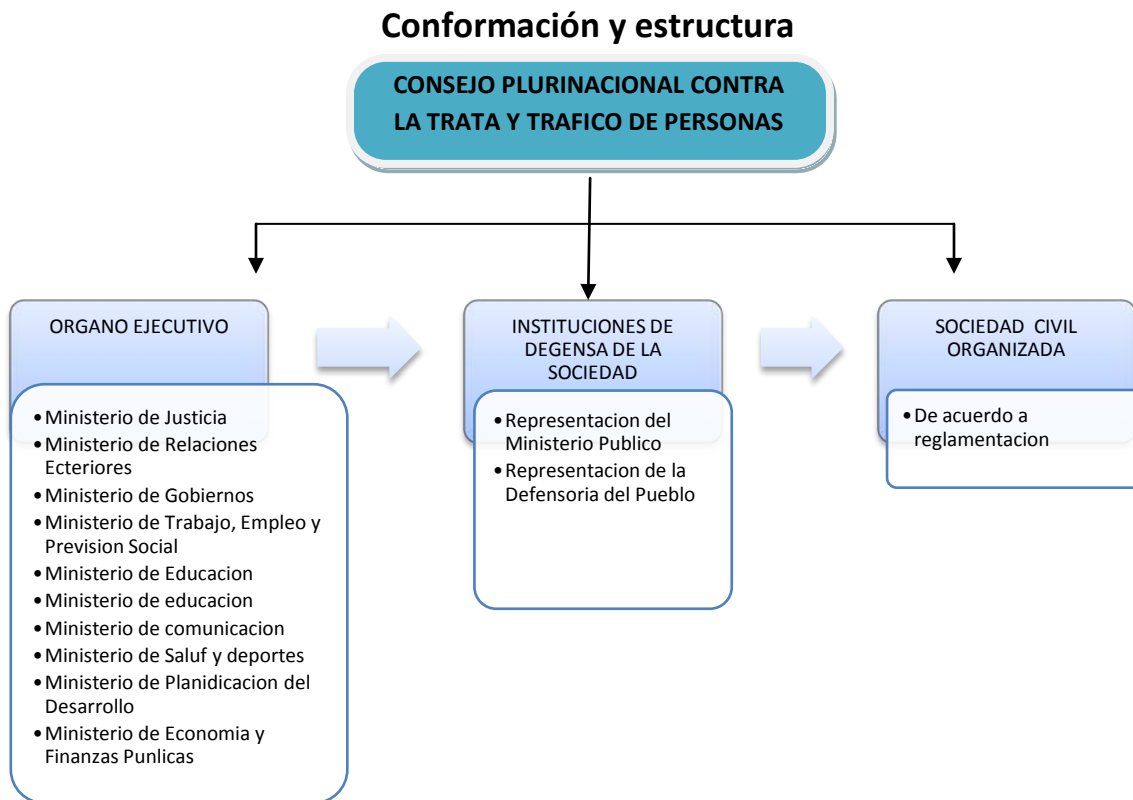 Conformación y estructura
CONSEJO PLURINACIONAL CONTRA
LA TRATA Y TRAFICO DE PERSONAS
ORGANO EJECUTIVO
• Ministerio de Justicia
• Ministerio de Relaciones
Ecteriores
• Ministerio de Gobiernos
• Ministerio de Trabajo, Empleo y
Prevision Social
• Ministerio de Educacion
• Ministerio de educacion
• Ministerio de comunicacion
• Ministerio de Saluf y deportes
• Ministerio de Planidicacion del
Desarrollo
• Ministerio de Economia y
Finanzas Punlicas
INSTITUCIONES DE
DEGENSA DE LA
SOCIEDAD
• Representacion del
Ministerio Publico
• Representacion de la
Defensoria del Pueblo
SOCIEDAD CIVIL
ORGANIZADA
• De acuerdo a
reglamentacion